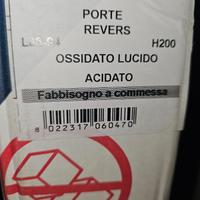 PORTE
REVERS
H200
OSSIDATO LUCIDO
ACIDATO
Fabbisogno a commessa
8 022317 060470